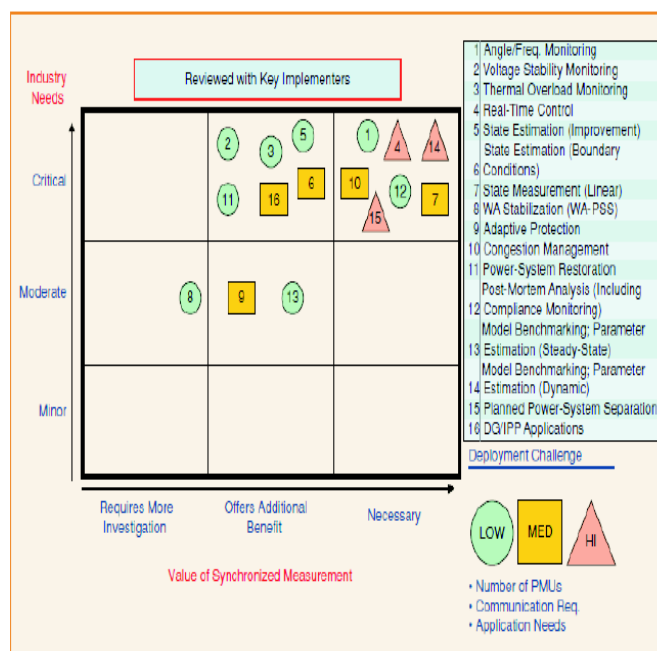 Industry
Needs
Reviewed with Key Implementers
Critical
Moderate
Minor
2
3
5
1
4
14
11
16
6
10
15
12
7
8
9
13
Requires More
Investigation
Offers Additional
Benefit
Necessary
Value of Synchronized Measurement
1 Angle/Freq. Monitoring
2 Voltage Stability Monitoring
3 Thermal Overload Monitoring
4 Real-Time Control
5 State Estimation (Improvement)
State Estimation (Boundary
6 Conditions)
7 State Measurement (Linear)
8 WA Stabilization (WA-PSS)
9 Adaptive Protection
10 Congestion Management
11 Power-System Restoration
Post-Mortem Analysis (Including
12 Compliance Monitoring)
Model Benchmarking; Parameter
13 Estimation (Steady-State)
Model Benchmarking; Parameter
14 Estimation (Dynamic)
15 Planned Power-System Separation
16 DG/IPP Applications
Deployment Challenge
LOW
MED
HI
• Number of PMUs
• Communication Req.
• Application Needs